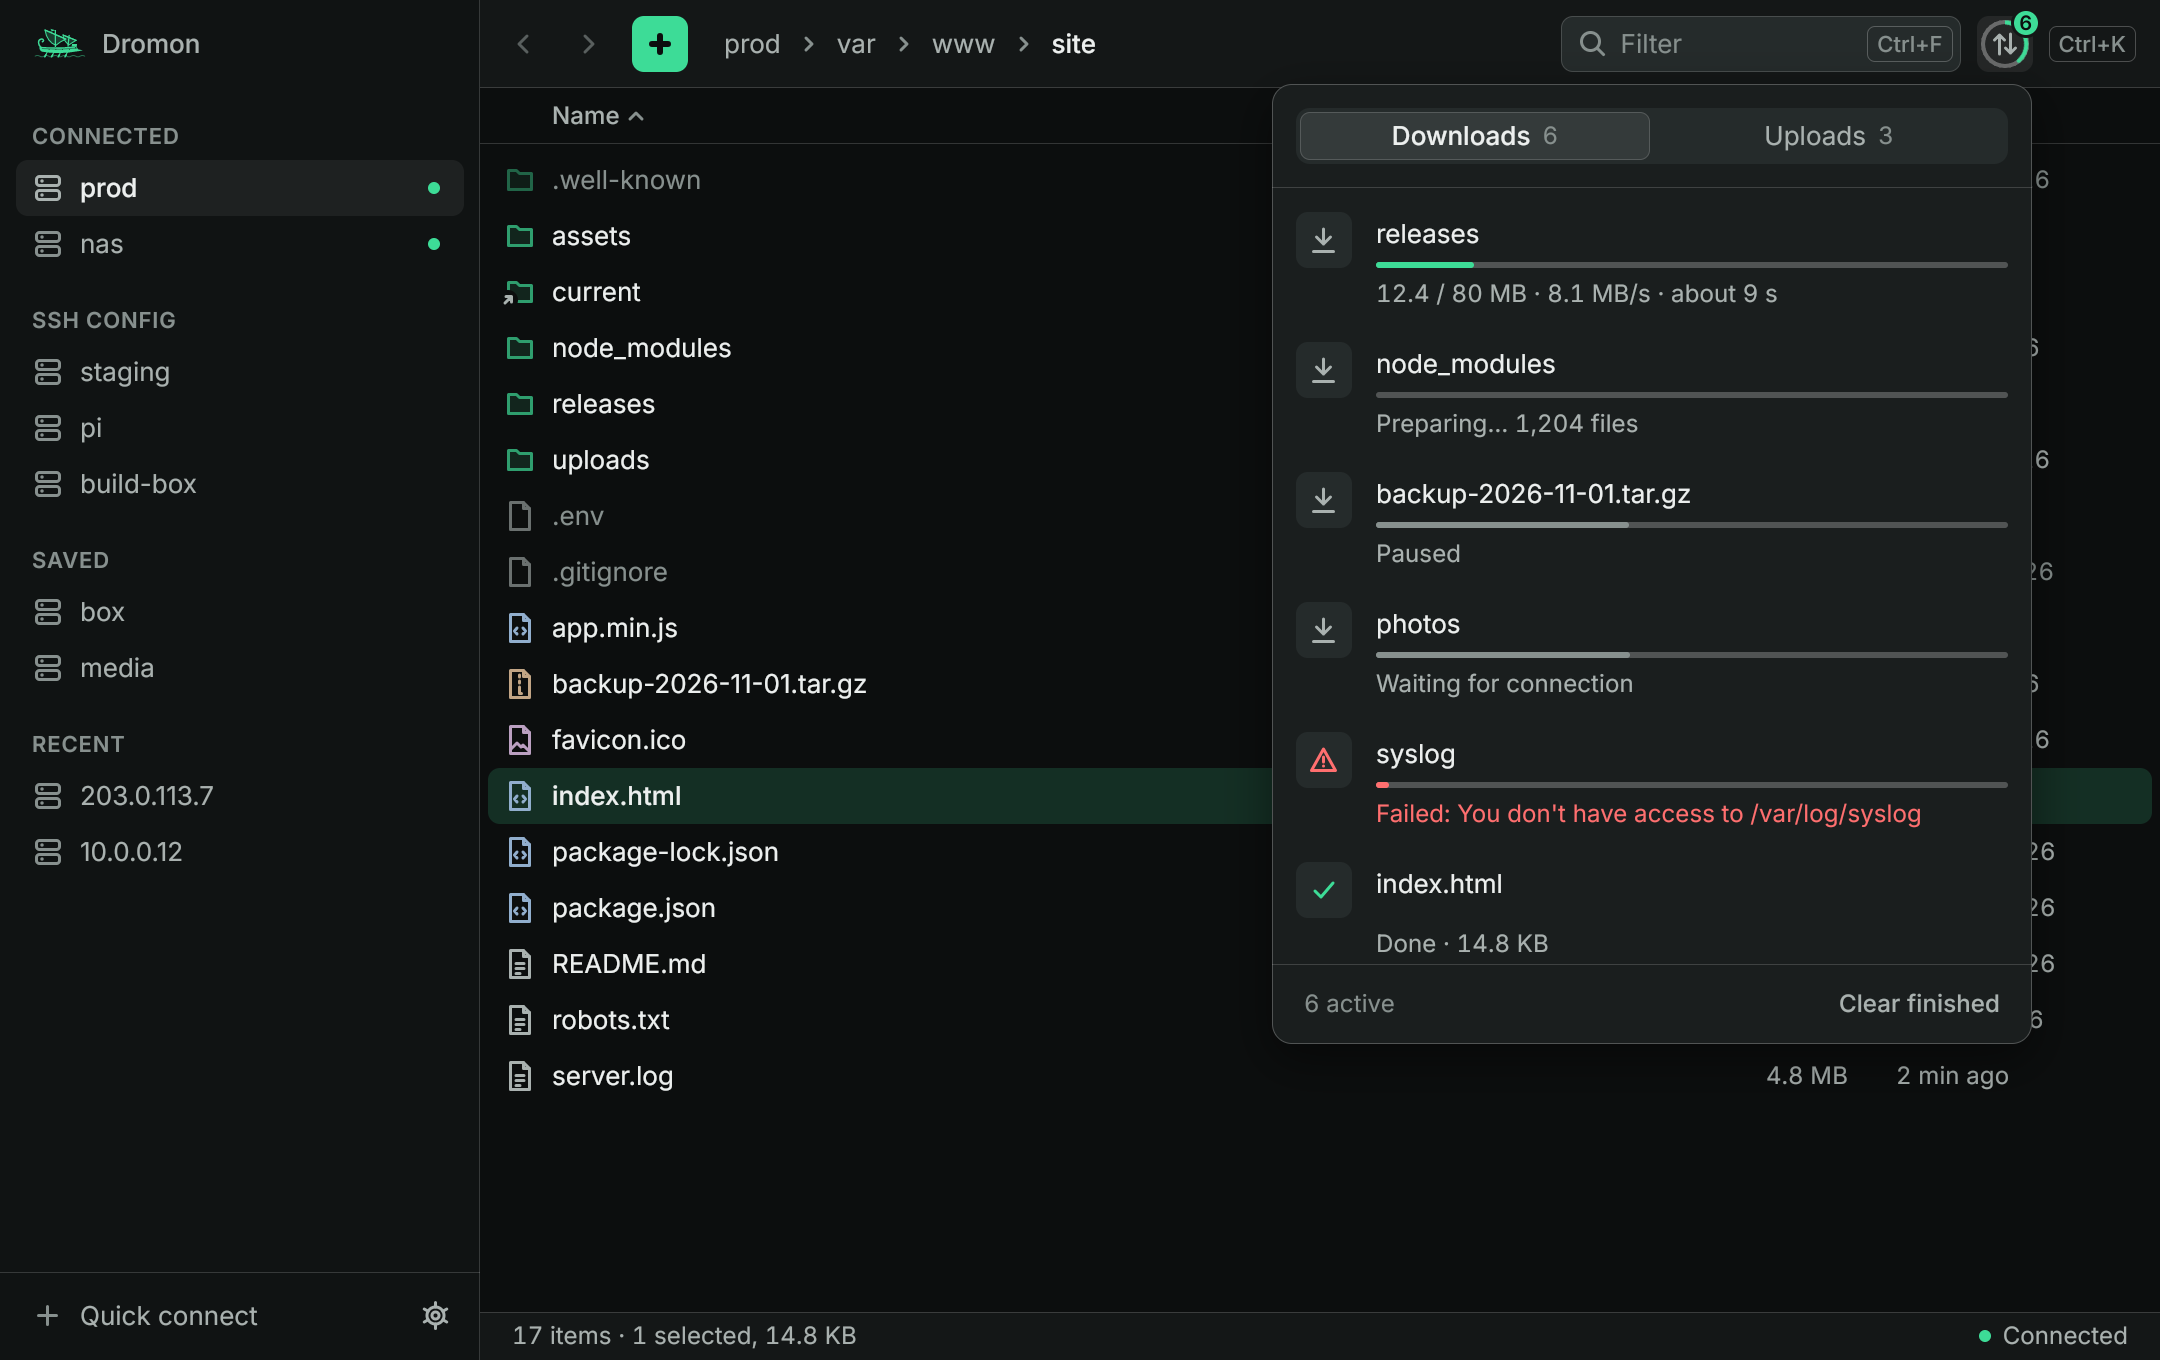 Dromon
CONNECTED
prod
nas
SSH CONFIG
staging
pi
build-box
SAVED
box
media
RECENT
203.0.113.7
10.0.0.12
Quick connect
prod > var > www > site
Filter Ctrl+F
6
Ctrl+K
Name
.well-known
assets
current
node_modules
releases
uploads
.env
.gitignore
app.min.js
backup-2026-11-01.tar.gz
favicon.ico
index.html
package-lock.json
package.json
README.md
robots.txt
server.log 4.8 MB 2 min ago
Downloads 6 Uploads 3
releases
12.4 / 80 MB · 8.1 MB/s · about 9 s
node_modules
Preparing... 1,204 files
backup-2026-11-01.tar.gz
Paused
photos
Waiting for connection
syslog
Failed: You don't have access to /var/log/syslog
index.html
Done · 14.8 KB
6 active Clear finished
17 items · 1 selected, 14.8 KB
Connected